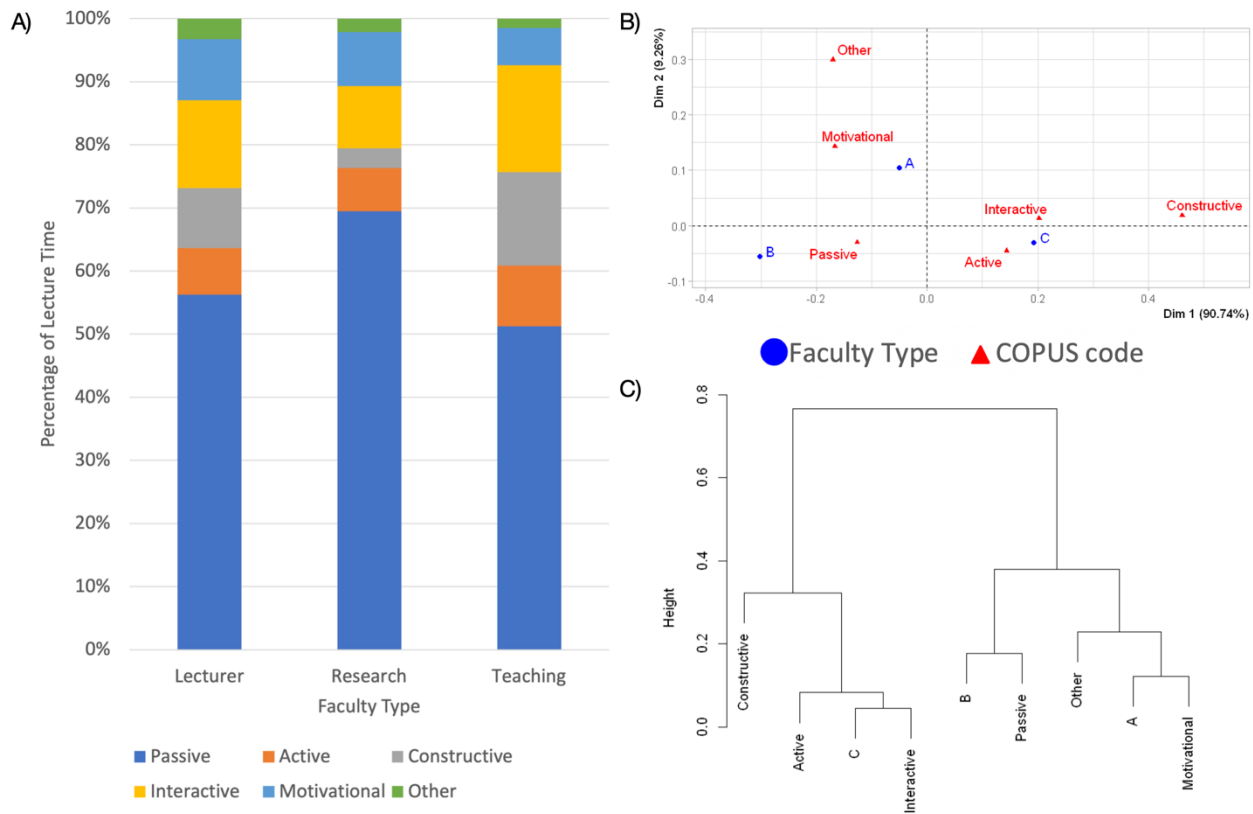 A)
100%
90%
80%
70%
60%
50%
40%
30%
20%
10%
0%
Percentage of Lecture Time
Lecturer
Research
Teaching
Faculty Type
Passive
Active
Constructive
Interactive
Motivational
Other
B)
Dim 2 (9.26%)
0.3
0.2
0.1
0.0
-0.1
-0.4
-0.2
0.0
0.2
0.4
Dim 1 (90.74%)
Other
Motivational
A
Interactive
Constructive
C
Passive
Active
B
Faculty Type
COPUS code
C)
Height
0.8
0.6
0.4
0.2
0.0
Constructive
Active
C
Interactive
B
Passive
Other
A
Motivational